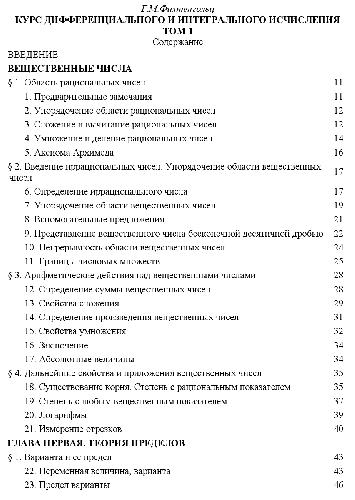 Г.М.Фихтенгольц
КУРС ДИФФЕРЕНЦИАЛЬНОГО И ИНТЕГРАЛЬНОГО ИСЧИСЛЕНИЯ
ТОМ 1
Содержание
ВВЕДЕНИЕ
ВЕЩЕСТВЕННЫЕ ЧИСЛА
§ 1. Область рациональных чисел 11
1. Предварительные замечания 11
2. Упорядочение области рациональных чисел 12
3. Сложение и вычитание рациональных чисел 12
4. Умножение и деление рациональных чисел 14
5. Аксиома Архимеда 16
§ 2. Введение иррациональных чисел. Упорядочение области вещественных чисел 17
6. Определение иррационального числа 17
7. Упорядочение области вещественных чисел 19
8. Вспомогательные предложения 21
9. Представление вещественного числа бесконечной десятичной дробью 22
10. Непрерывность области вещественных чисел 24
11. Границы числовых множеств 25
§ 3. Арифметические действия над вещественными числами 28
12. Определение суммы вещественных чисел 28
13. Свойства сложения 29
14. Определение произведения вещественных чисел 31
15. Свойства умножения 32
16. Заключение 34
17. Абсолютные величины 34
§ 4. Дальнейшие свойства и приложения вещественных чисел 35
18. Существование корня. Степень с рациональным показателем 35
19. Степень с любым вещественным показателем 37
20. Логарифмы 39
21. Измерение отрезков 40
ГЛАВА ПЕРВАЯ. ТЕОРИЯ ПРЕДЕЛОВ
§ 1. Варианта и ее предел 43
22. Переменная величина, варианта 43
23. Предел варианты 46